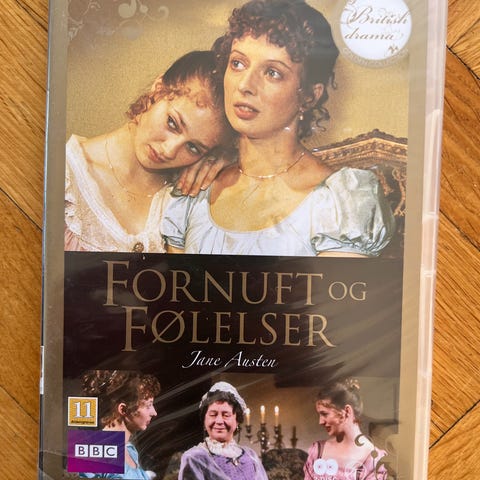 British
drama
FORNUFT OG
FØLELSER
Jane Austen
11
BBC